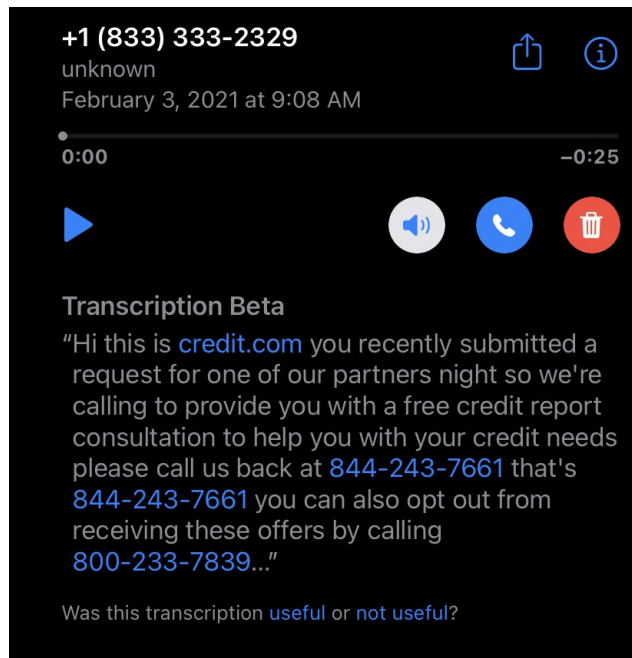 +1 (833) 333-2329
unknown
February 3, 2021 at 9:08 AM
0:00 −0:25
Transcription Beta
“Hi this is credit.com you recently submitted a
request for one of our partners night so we're
calling to provide you with a free credit report
consultation to help you with your credit needs
please call us back at 844-243-7661 that's
844-243-7661 you can also opt out from
receiving these offers by calling
800-233-7839...”
Was this transcription useful or not useful?